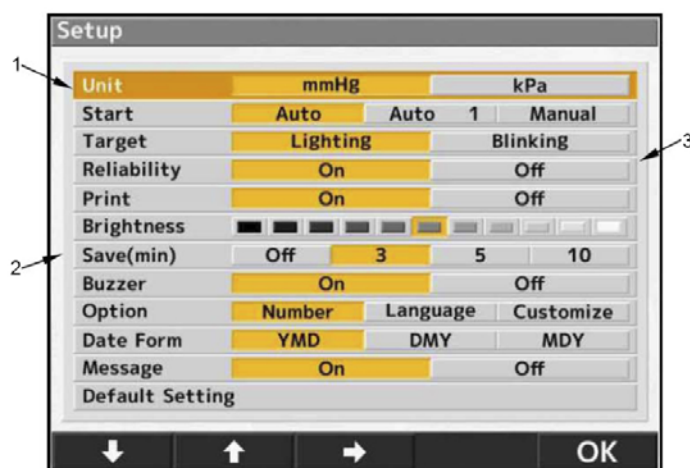 Setup
1
Unit mmHg kPa
Start Auto Auto 1 Manual
Target Lighting Blinking
3
Reliability On Off
Print On Off
Brightness
2
Save(min) Off 3 5 10
Buzzer On Off
Option Number Language Customize
Date Form YMD DMY MDY
Message On Off
Default Setting
OK